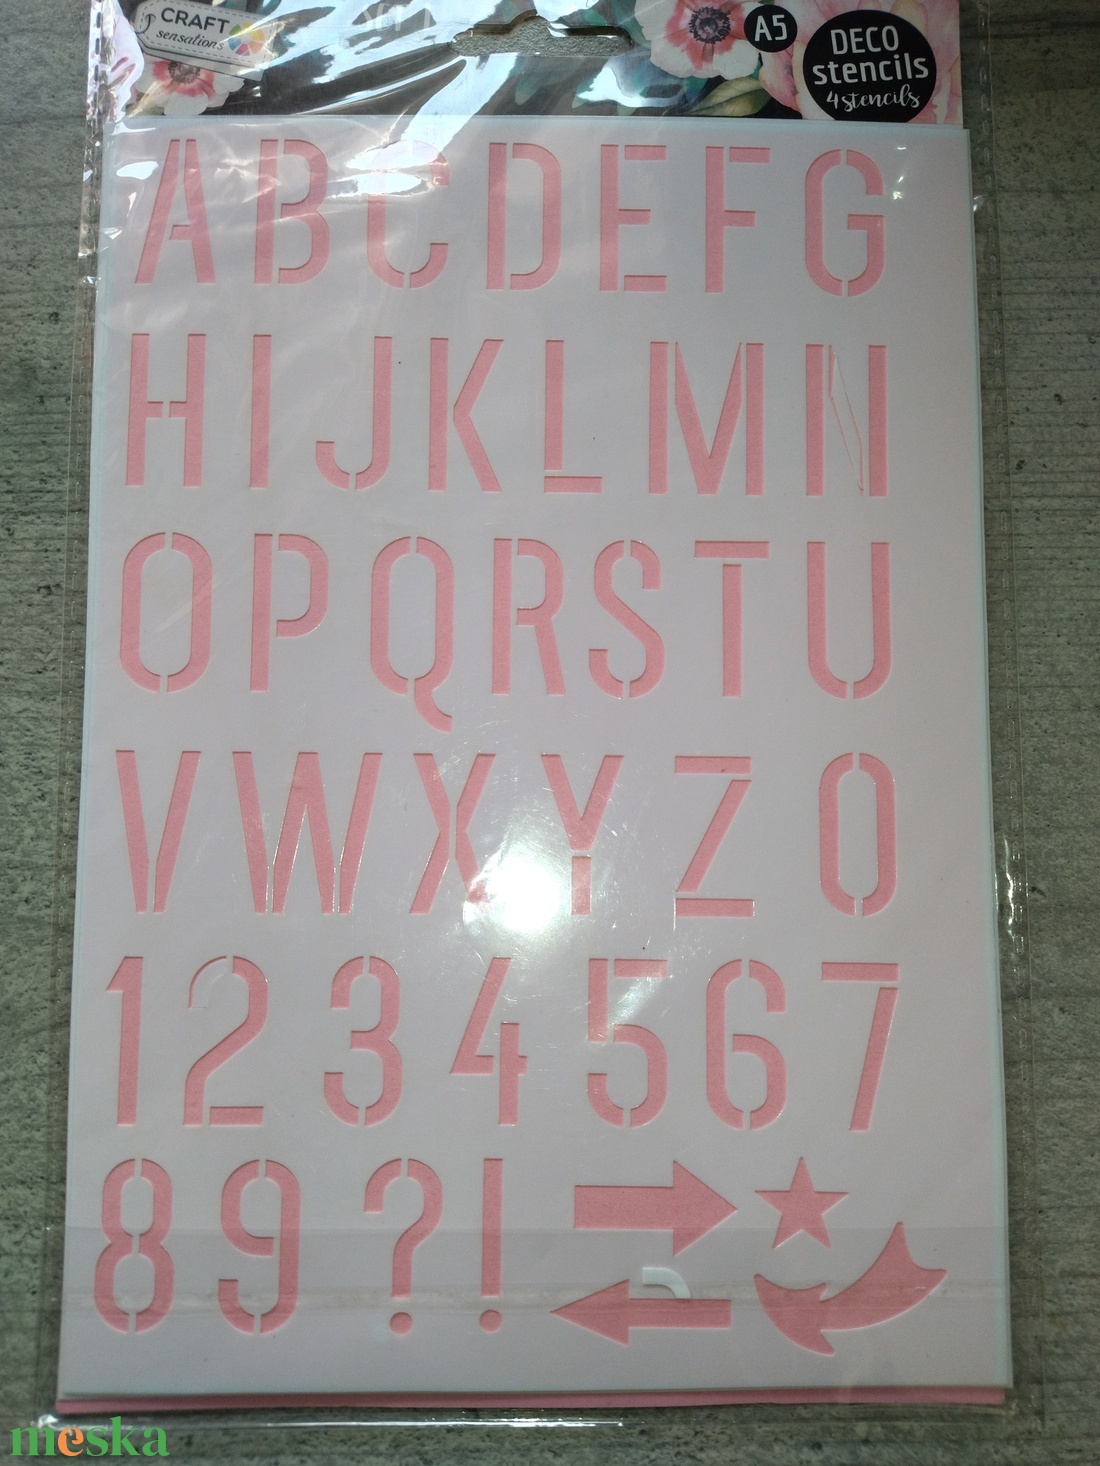 CRAFT
sensations
A5
DECO
stencils
4 stencils
ABCDEFG
HIJKLMN
OPQRSTU
VWXYZ0
1234567
89?!
meska